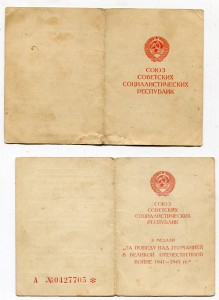 СОЮЗ
СОВЕТСКИХ
СОЦИАЛИСТИЧЕСКИХ
РЕСПУБЛИК
СОЮЗ
СОВЕТСКИХ
СОЦИАЛИСТИЧЕСКИХ
РЕСПУБЛИК
К МЕДАЛИ
„ЗА ПОБЕДУ НАД ГЕРМАНИЕЙ
В ВЕЛИКОЙ ОТЕЧЕСТВЕННОЙ
ВОЙНЕ 1941—1945 гг.“
А №0427705 *